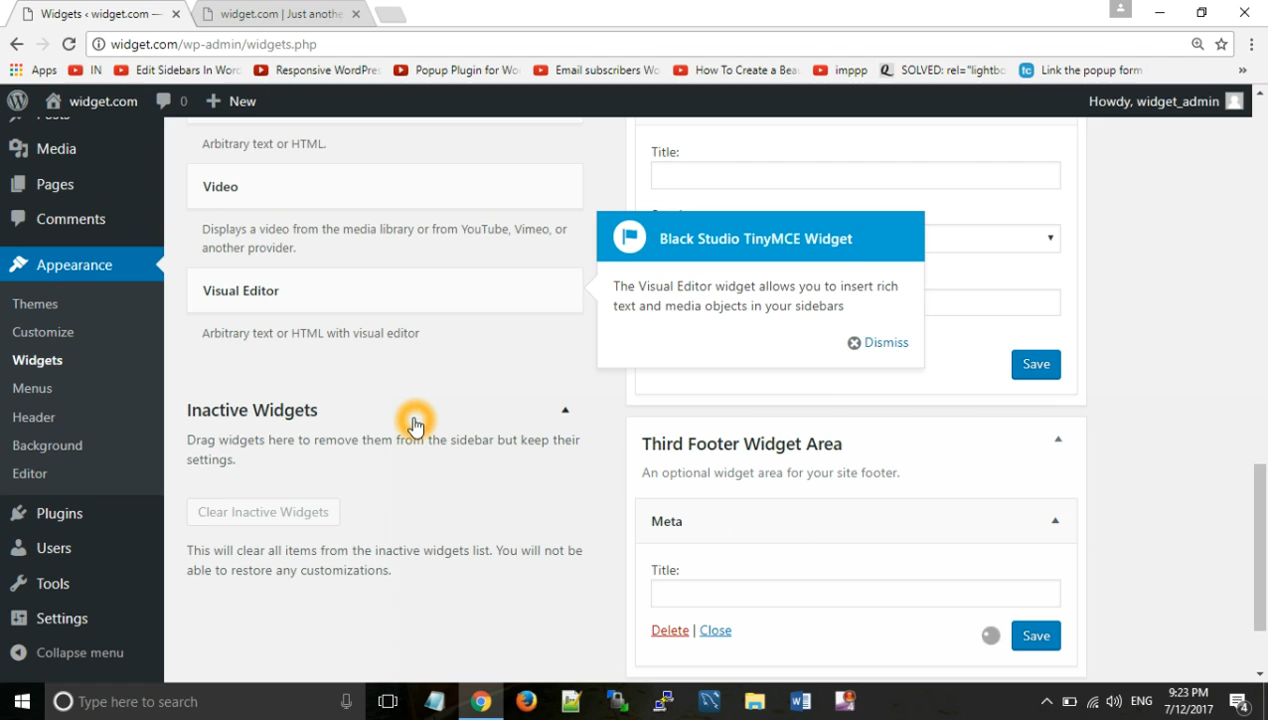 Widgets ‹ widget.com —
widget.com | Just anothe
widget.com/wp-admin/widgets.php
Apps
IN
Edit Sidebars In Word
Responsive WordPre
Popup Plugin for Wo
Email subscribers Wo
How To Create a Bea
imppp
SOLVED: rel="lightbo
Link the popup form
»
widget.com
0
New
Howdy, widget_admin
Posts
Media
Pages
Comments
Appearance
Themes
Customize
Widgets
Menus
Header
Background
Editor
Plugins
Users
Tools
Settings
Collapse menu
Arbitrary text or HTML.
Video
Displays a video from the media library or from YouTube, Vimeo, or
another provider.
Visual Editor
Arbitrary text or HTML with visual editor
Inactive Widgets
Drag widgets here to remove them from the sidebar but keep their
settings.
Clear Inactive Widgets
This will clear all items from the inactive widgets list. You will not be
able to restore any customizations.
Title:
Black Studio TinyMCE Widget
The Visual Editor widget allows you to insert rich
text and media objects in your sidebars
Dismiss
Save
Third Footer Widget Area
An optional widget area for your site footer.
Meta
Title:
Delete | Close
Save
Type here to search
ENG
9:23 PM
7/12/2017
4